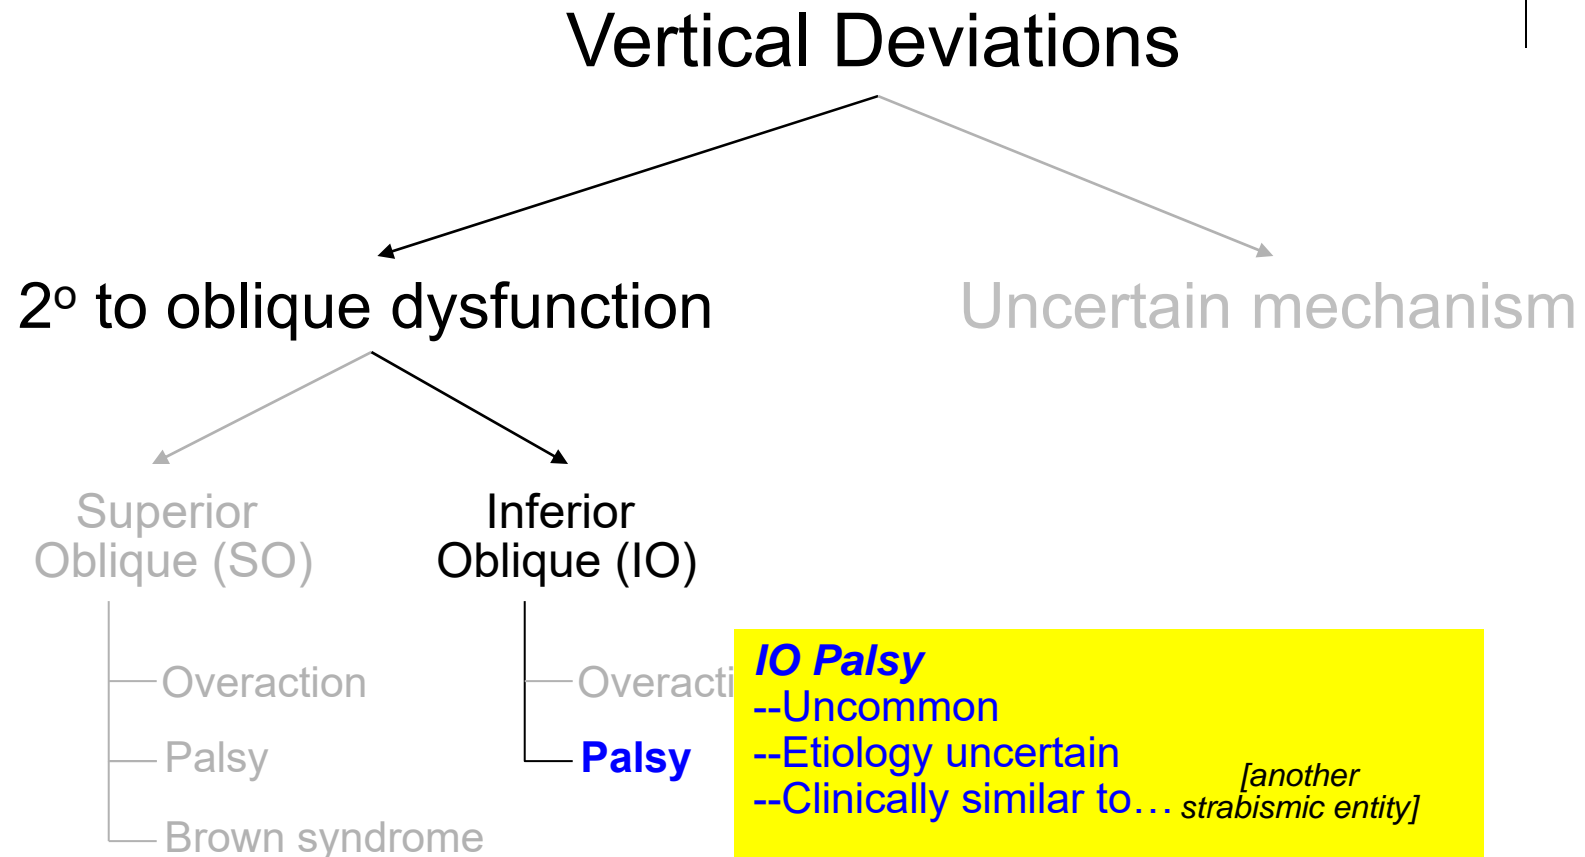 Vertical Deviations
2º to oblique dysfunction
Uncertain mechanism
Superior
Oblique (SO)
Inferior
Oblique (IO)
Overaction
Palsy
Brown syndrome
Overacti
Palsy
IO Palsy
--Uncommon
--Etiology uncertain
--Clinically similar to…
[another
strabismic entity]